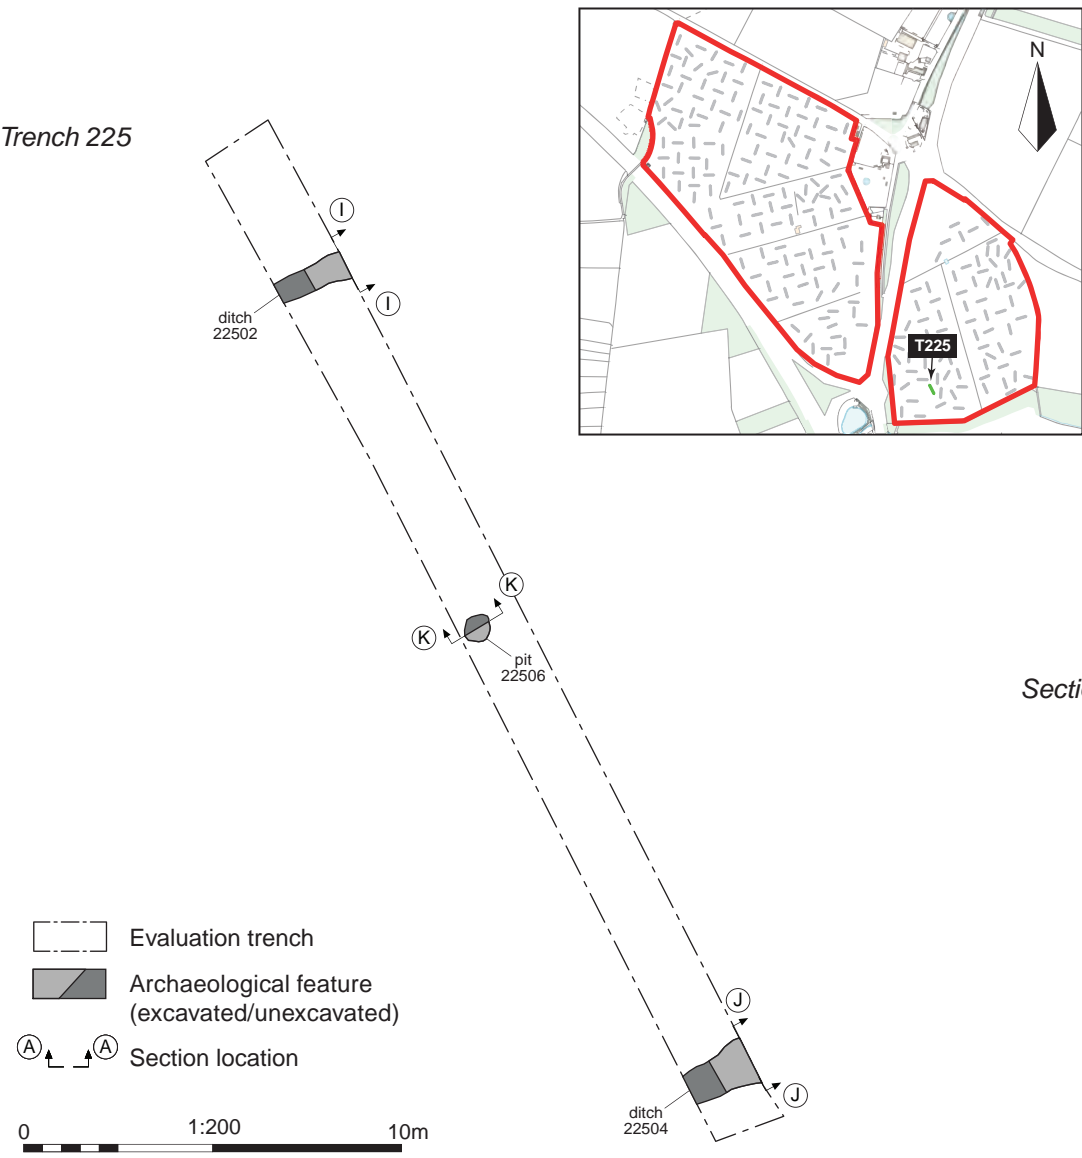 Trench 225
N
T225
I
I
ditch
22502
K
K
pit
22506
J
J
ditch
22504
Evaluation trench
Archaeological feature
(excavated/unexcavated)
A A
Section location
0 1:200 10m